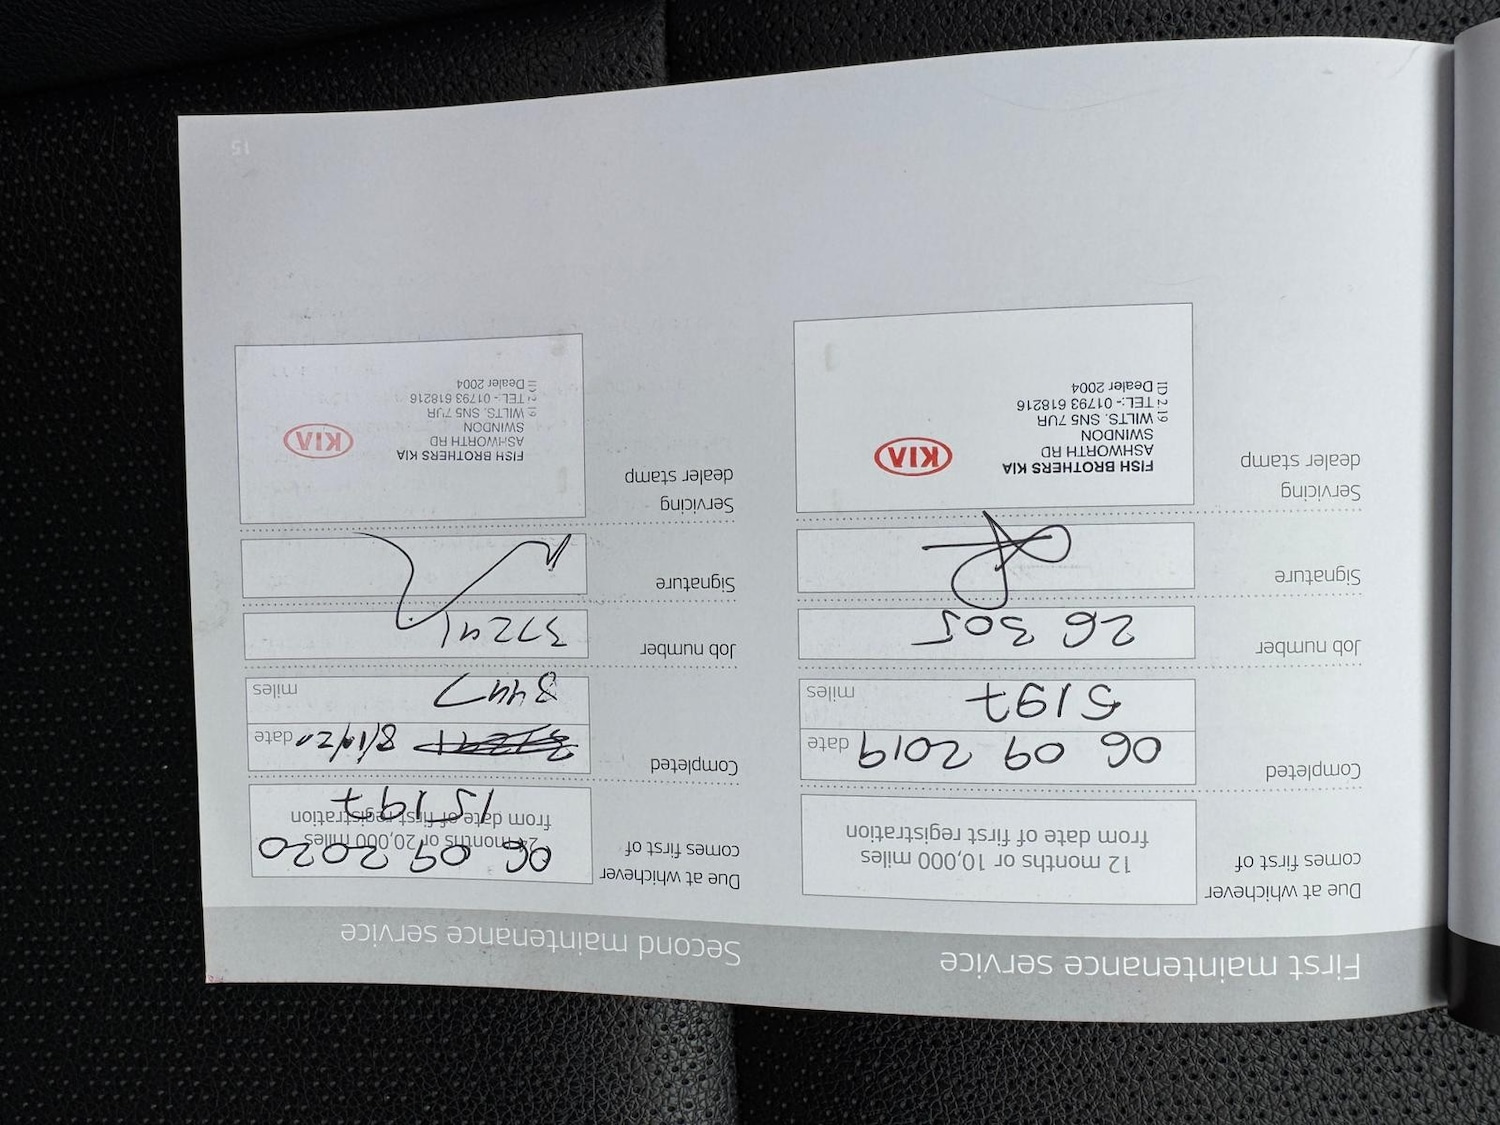 First maintenance service
Due at whichever
comes first of
12 months or 10,000 miles
from date of first registration
Completed
06 09 2019 date
5197 miles
Job number
26305
Signature
Servicing
dealer stamp
FISH BROTHERS KIA
ASHWORTH RD
SWINDON
WILTS. SN5 7UR
TEL:- 01793 618216
Dealer 2004
KIA
Second maintenance service
Due at whichever
comes first of
24 months or 20,000 miles
from date of first registration
06 09 2020
15197
Completed
date
8447 miles
Job number
37241
Signature
Servicing
dealer stamp
FISH BROTHERS KIA
ASHWORTH RD
SWINDON
WILTS. SN5 7UR
TEL:- 01793 618216
Dealer 2004
KIA
15